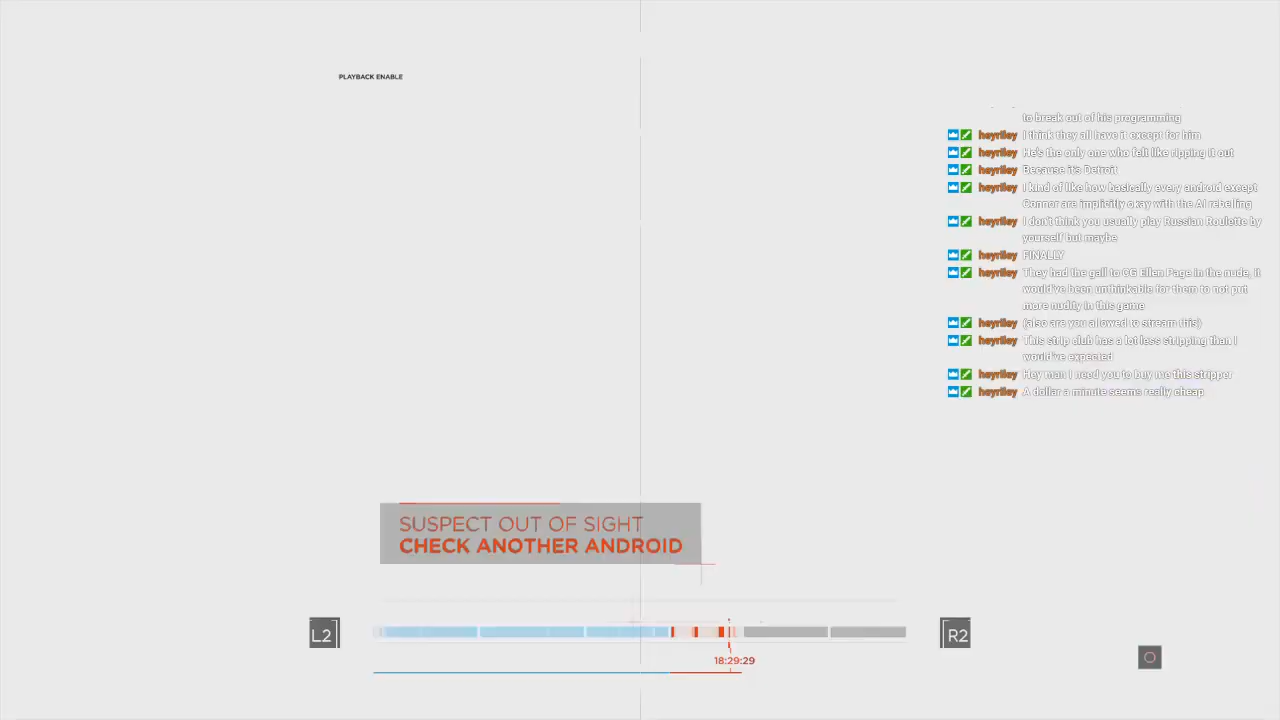 PLAYBACK ENABLE
to break out of his programming
heyriley I think they all have it except for him
heyriley He's the only one who felt like ripping it out
heyriley Because it's Detroit
heyriley I kind of like how basically every android except
Connor are implicitly okay with the AI rebelling
heyriley I don't think you usually play Russian Roulette by
yourself but maybe
heyriley FINALLY
heyriley They had the gall to CG Ellen Page in the nude, it
would've been unthinkable for them to not put
more nudity in this game
heyriley (also are you allowed to stream this)
heyriley This strip club has a lot less stripping than I
would've expected
heyriley Hey man I need you to buy me this stripper
heyriley A dollar a minute seems really cheap
SUSPECT OUT OF SIGHT
CHECK ANOTHER ANDROID
L2
R2
18:29:29